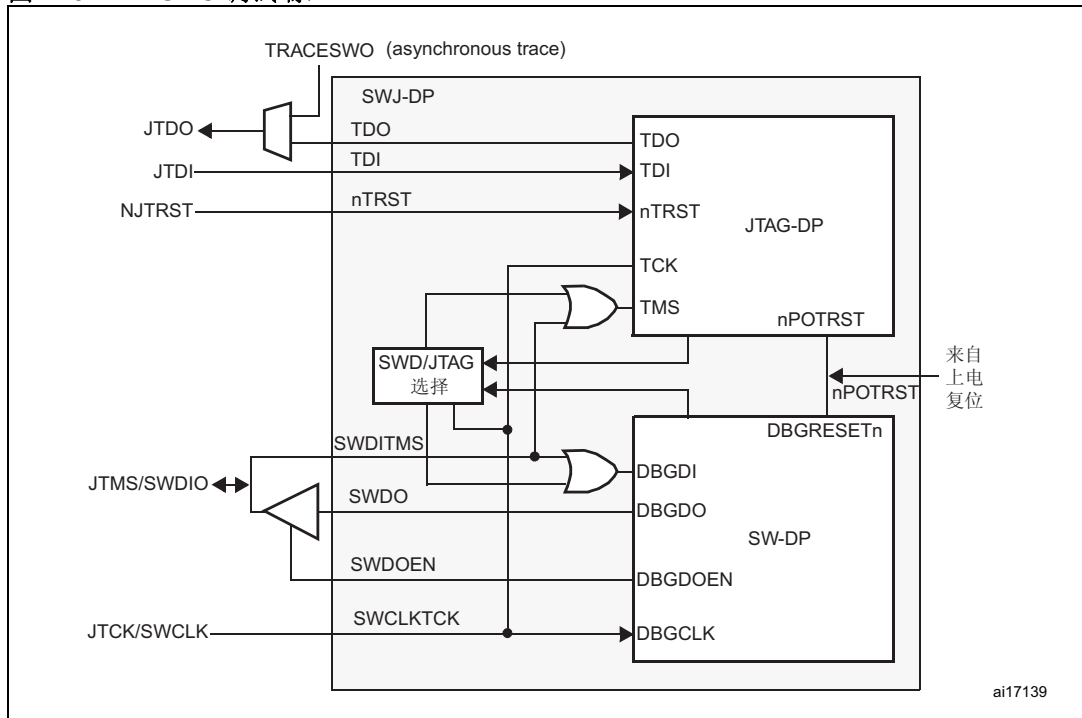 TRACESWO (asynchronous trace)
SWJ-DP
JTDO
TDO
TDO
JTDI
TDI
TDI
NJTRST
nTRST
nTRST
JTAG-DP
TCK
TMS
nPOTRST
SWD/JTAG
选择
来自
上电
复位
nPOTRST
DBGRESETn
SWDITMS
DBGDI
JTMS/SWDIO
SWDO
DBGDO
SW-DP
SWDOEN
DBGDOEN
JTCK/SWCLK
SWCLKTCK
DBGCLK
ai17139